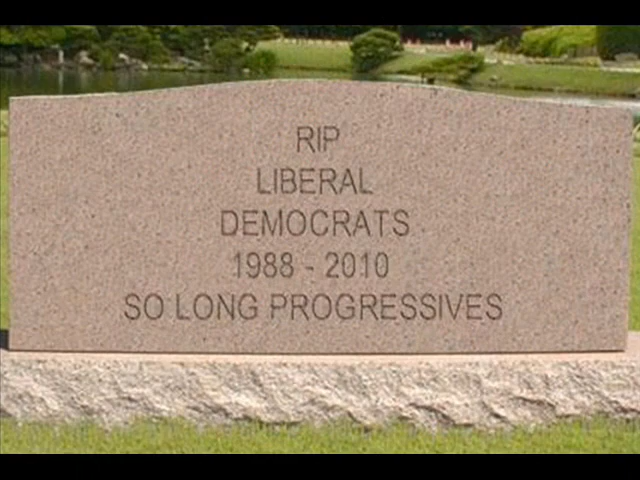 RIP
LIBERAL
DEMOCRATS
1988 - 2010
SO LONG PROGRESSIVES